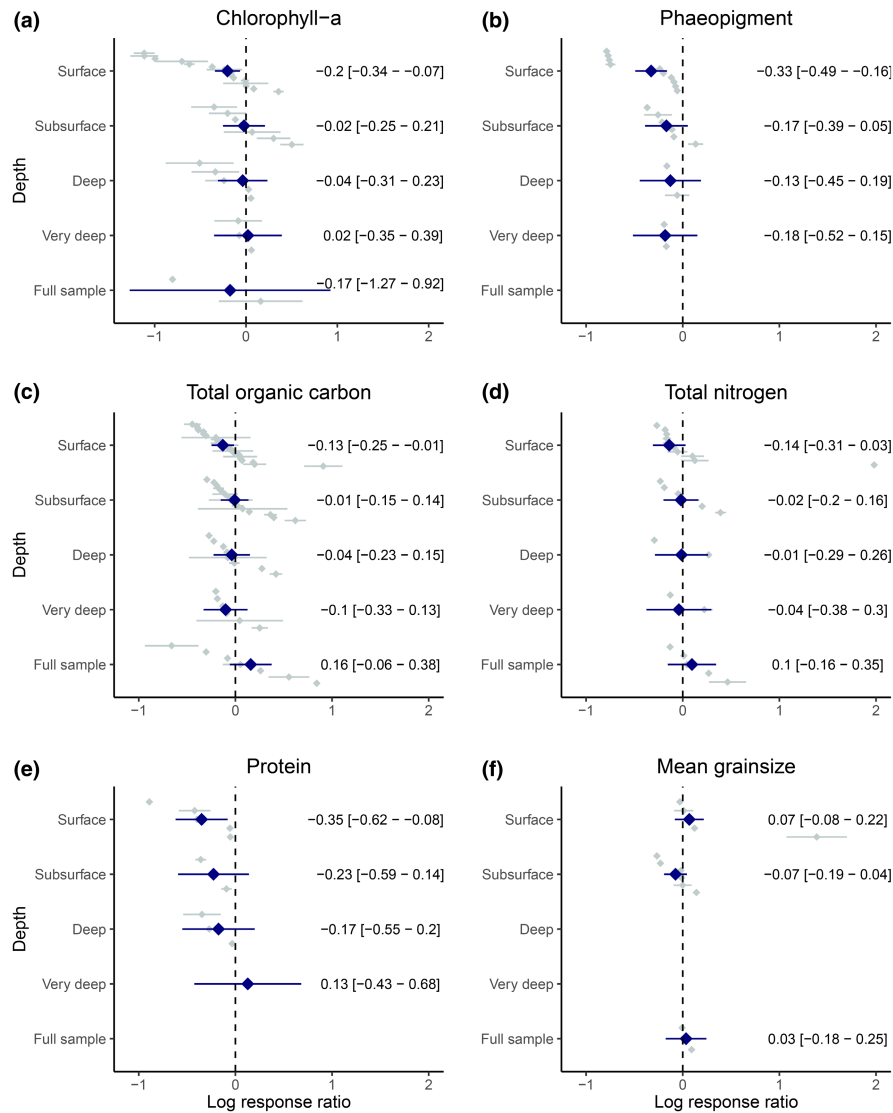 (a) Chlorophyll−a
Depth
Surface −0.2 [−0.34 − −0.07]
Subsurface −0.02 [−0.25 − 0.21]
Deep −0.04 [−0.31 − 0.23]
Very deep 0.02 [−0.35 − 0.39]
Full sample −0.17 [−1.27 − 0.92]
−1 0 1 2
(b) Phaeopigment
Surface −0.33 [−0.49 − −0.16]
Subsurface −0.17 [−0.39 − 0.05]
Deep −0.13 [−0.45 − 0.19]
Very deep −0.18 [−0.52 − 0.15]
Full sample
−1 0 1 2
(c) Total organic carbon
Depth
Surface −0.13 [−0.25 − −0.01]
Subsurface −0.01 [−0.15 − 0.14]
Deep −0.04 [−0.23 − 0.15]
Very deep −0.1 [−0.33 − 0.13]
Full sample 0.16 [−0.06 − 0.38]
−1 0 1 2
(d) Total nitrogen
Surface −0.14 [−0.31 − 0.03]
Subsurface −0.02 [−0.2 − 0.16]
Deep −0.01 [−0.29 − 0.26]
Very deep −0.04 [−0.38 − 0.3]
Full sample 0.1 [−0.16 − 0.35]
−1 0 1 2
(e) Protein
Depth
Surface −0.35 [−0.62 − −0.08]
Subsurface −0.23 [−0.59 − 0.14]
Deep −0.17 [−0.55 − 0.2]
Very deep 0.13 [−0.43 − 0.68]
Full sample
−1 0 1 2
Log response ratio
(f) Mean grainsize
Surface 0.07 [−0.08 − 0.22]
Subsurface −0.07 [−0.19 − 0.04]
Deep
Very deep
Full sample 0.03 [−0.18 − 0.25]
−1 0 1 2
Log response ratio